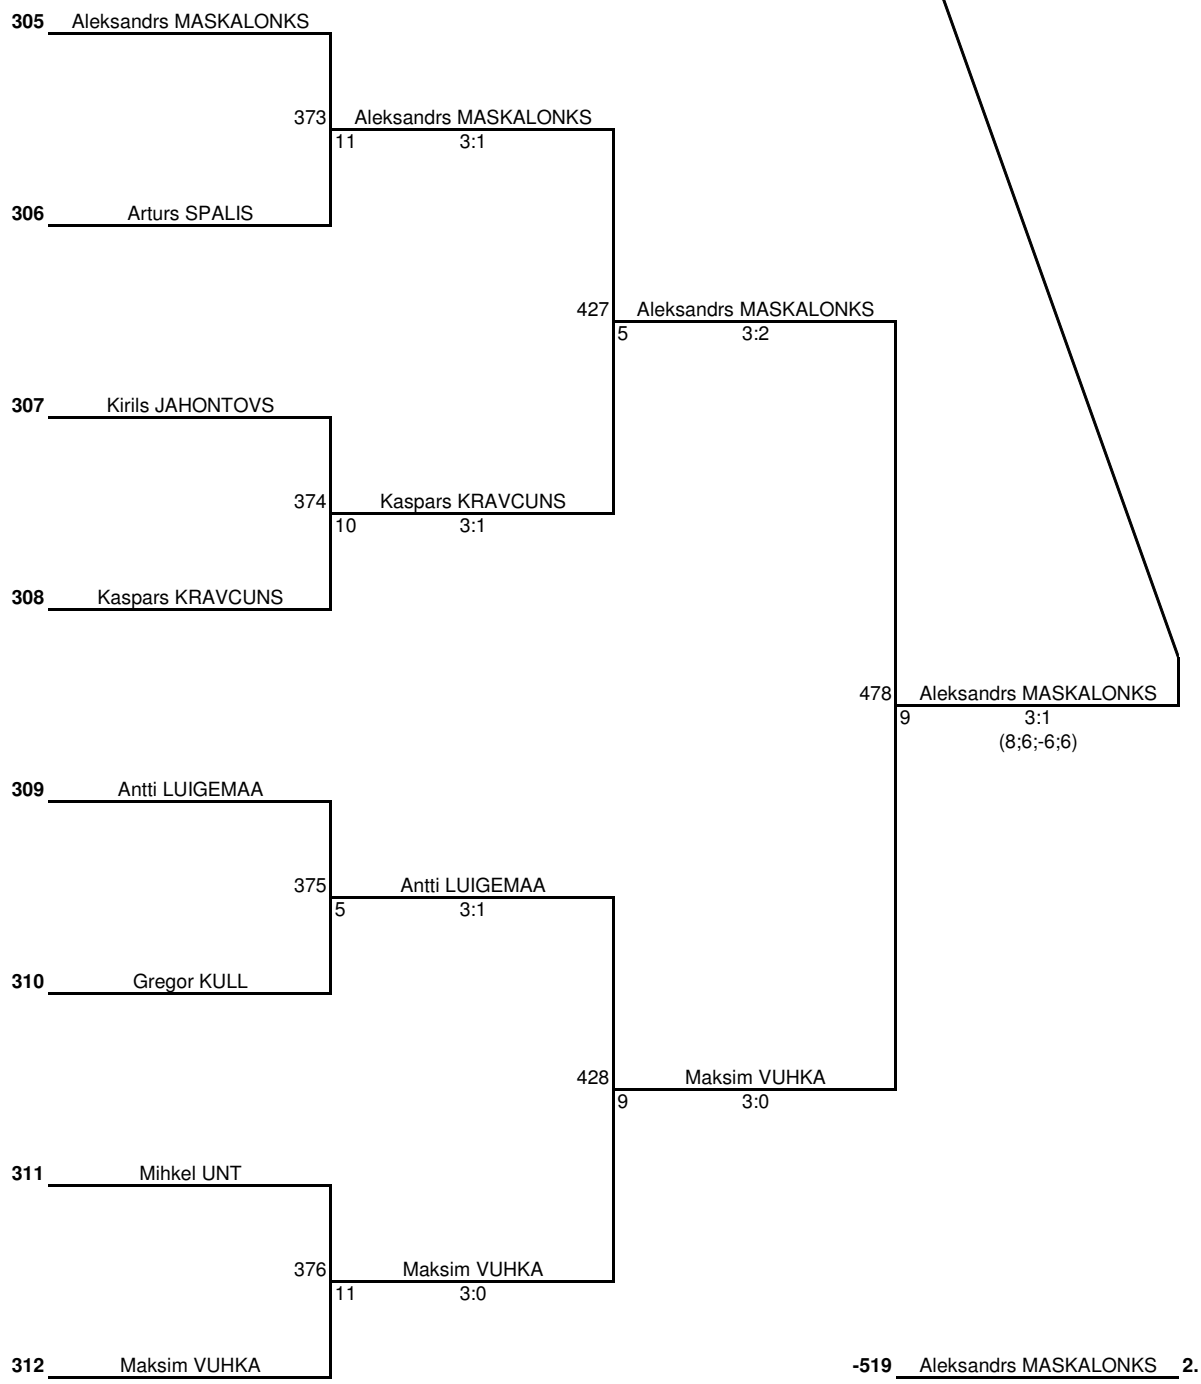 305 Aleksandrs MASKALONKS
373 Aleksandrs MASKALONKS
11 3:1
306 Arturs SPALIS
427 Aleksandrs MASKALONKS
5 3:2
307 Kirils JAHONTOVS
374 Kaspars KRAVCUNS
10 3:1
308 Kaspars KRAVCUNS
478 Aleksandrs MASKALONKS
9 3:1
(8;6;-6;6)
309 Antti LUIGEMAA
375 Antti LUIGEMAA
5 3:1
310 Gregor KULL
428 Maksim VUHKA
9 3:0
311 Mihkel UNT
376 Maksim VUHKA
11 3:0
312 Maksim VUHKA -519 Aleksandrs MASKALONKS 2.